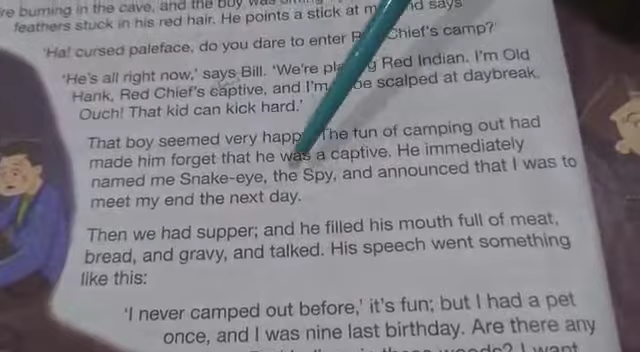 re burning in the cave, and the boy was
feathers stuck in his red hair. He points a stick at m nd says
'Ha! cursed paleface, do you dare to enter R Chief's camp?'
'He's all right now,' says Bill. 'We're pla g Red Indian. I'm Old
Hank, Red Chief's captive, and I'm be scalped at daybreak.
Ouch! That kid can kick hard.'
That boy seemed very happ The fun of camping out had
made him forget that he was a captive. He immediately
named me Snake-eye, the Spy, and announced that I was to
meet my end the next day.
Then we had supper; and he filled his mouth full of meat,
bread, and gravy, and talked. His speech went something
like this:
'I never camped out before,' it's fun; but I had a pet
once, and I was nine last birthday. Are there any
woods? I want